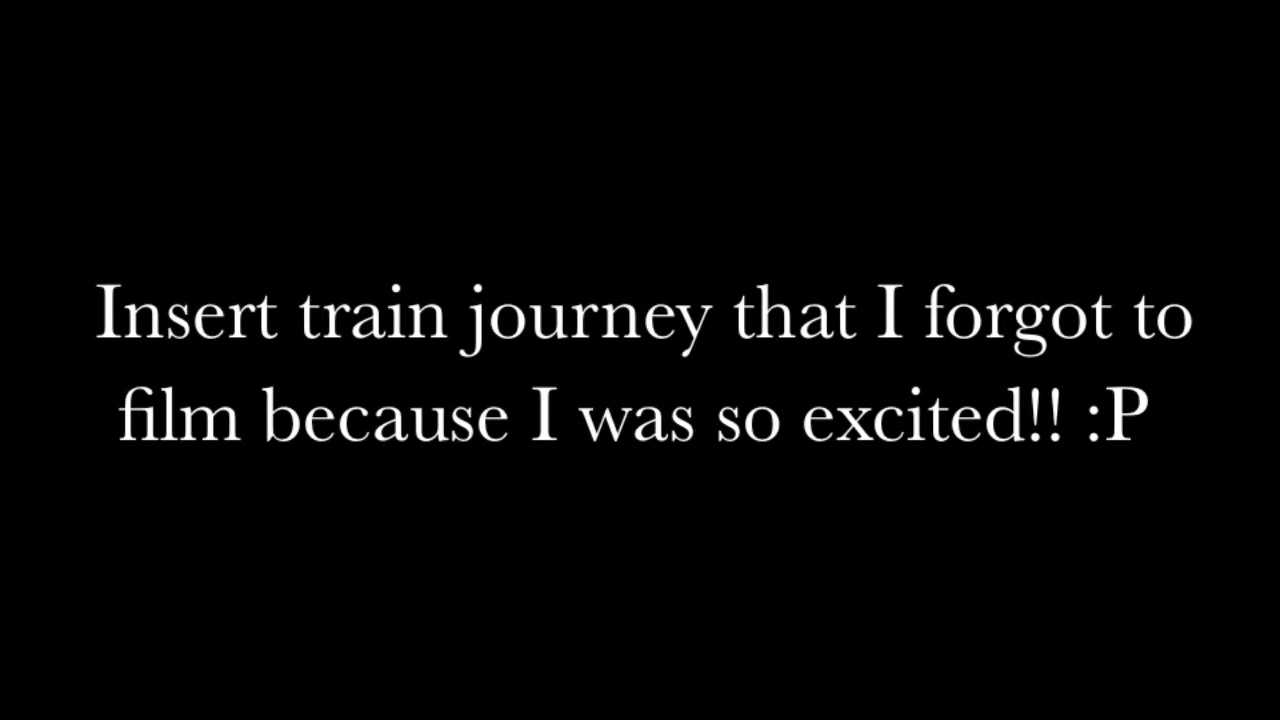 Insert train journey that I forgot to
film because I was so excited!! :P